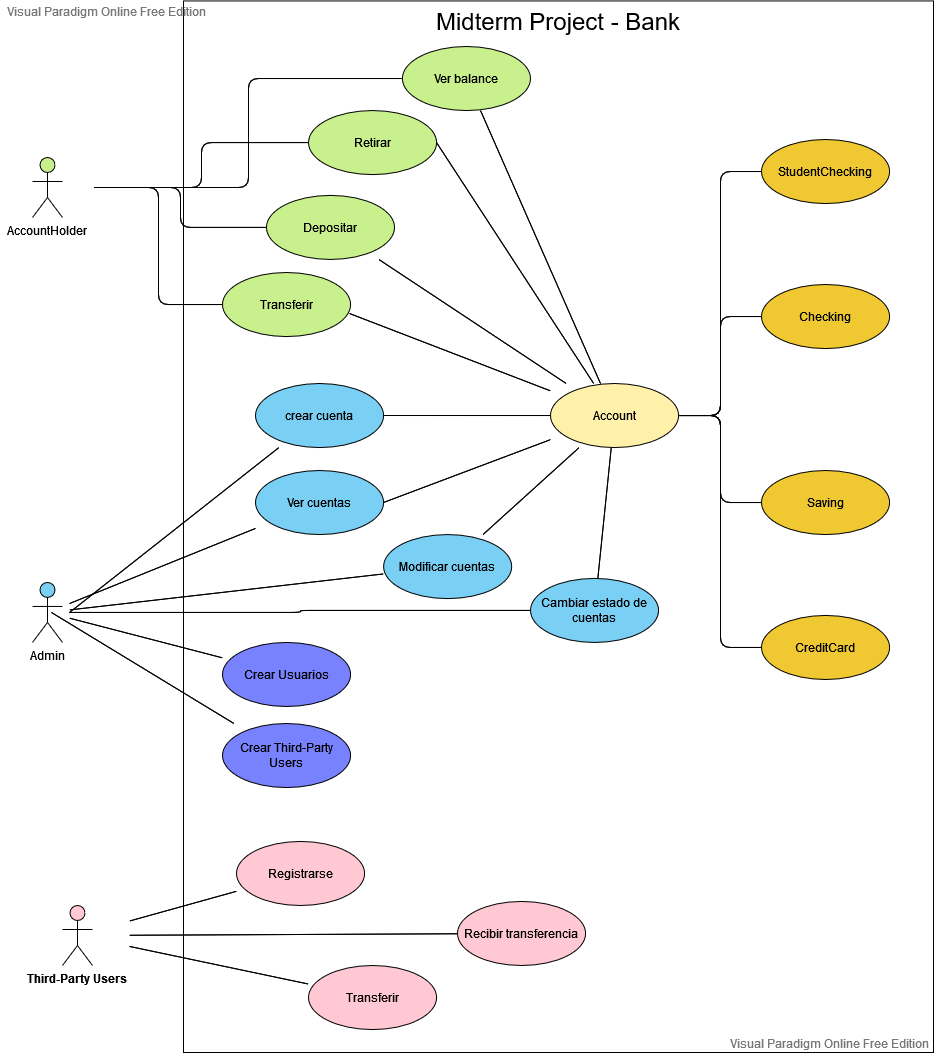 Visual Paradigm Online Free Edition
Midterm Project - Bank
Ver balance
Retirar
StudentChecking
AccountHolder
Depositar
Transferir
Checking
crear cuenta
Account
Ver cuentas
Saving
Modificar cuentas
Cambiar estado de
cuentas
Admin
Crear Usuarios
CreditCard
Crear Third-Party
Users
Registrarse
Recibir transferencia
Third-Party Users
Transferir
Visual Paradigm Online Free Edition